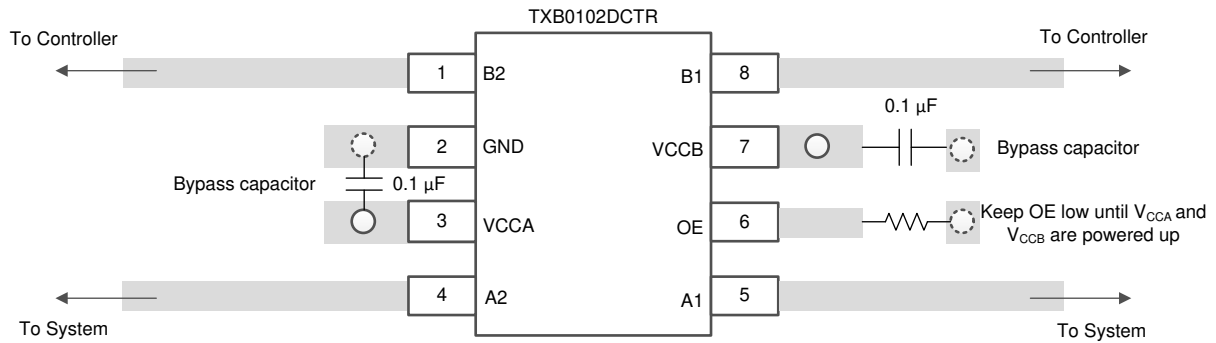 TXB0102DCTR
To Controller
To Controller
1
B2
B1
8
0.1 µF
2
GND
VCCB
7
Bypass capacitor
Bypass capacitor
0.1 µF
3
VCCA
OE
6
Keep OE low until VCCA and
VCCB are powered up
4
A2
A1
5
To System
To System